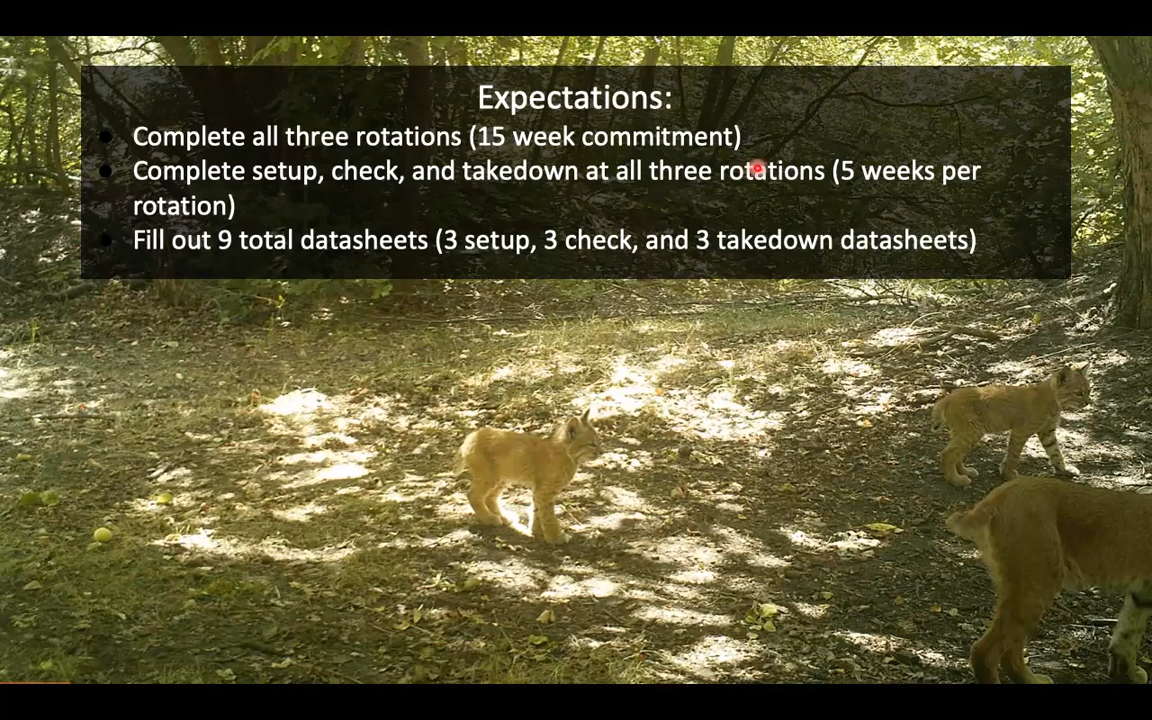 Expectations:
Complete all three rotations (15 week commitment)
Complete setup, check, and takedown at all three rotations (5 weeks per
rotation)
Fill out 9 total datasheets (3 setup, 3 check, and 3 takedown datasheets)